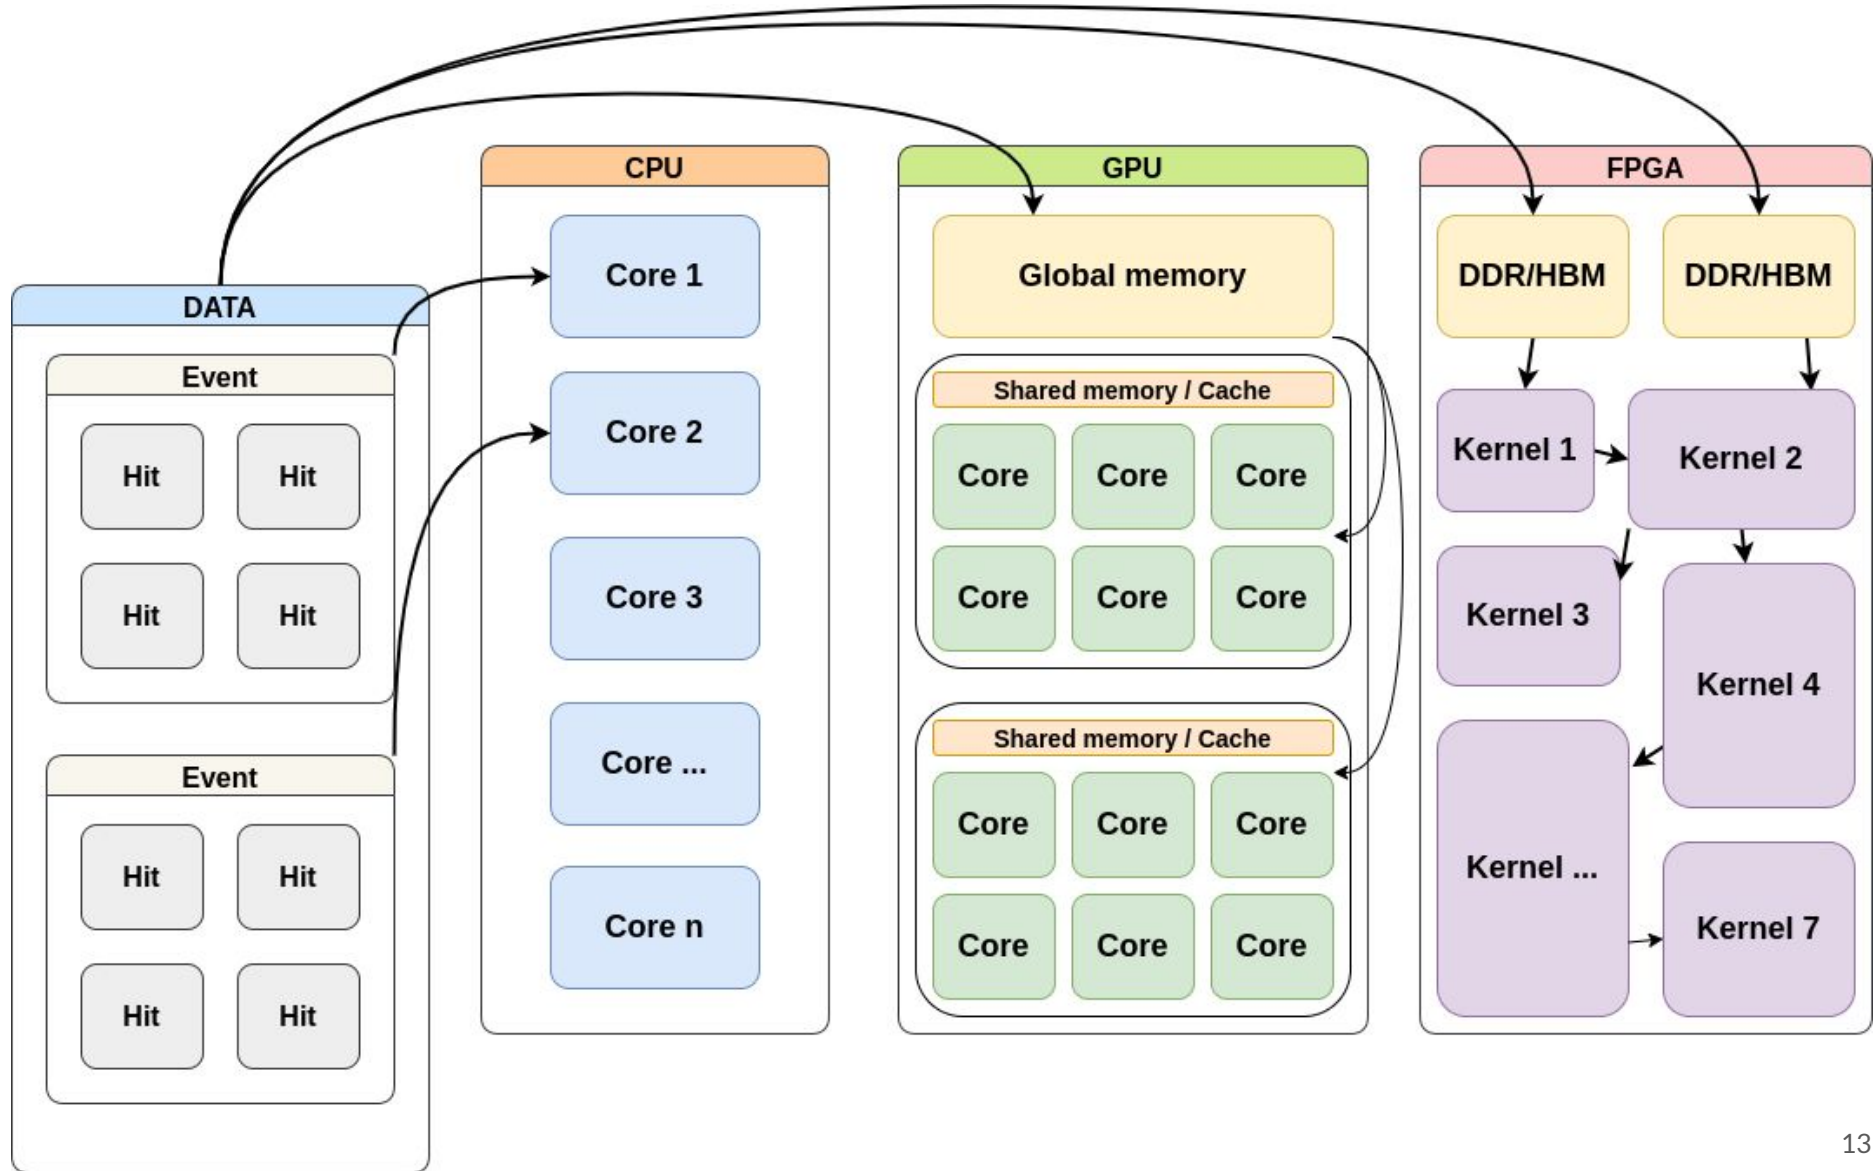 DATA
Event
Hit
Hit
Hit
Hit
Event
Hit
Hit
Hit
Hit
CPU
Core 1
Core 2
Core 3
Core ...
Core n
GPU
Global memory
Shared memory / Cache
Core
Core
Core
Core
Core
Core
Shared memory / Cache
Core
Core
Core
Core
Core
Core
FPGA
DDR/HBM
DDR/HBM
Kernel 1
Kernel 2
Kernel 3
Kernel 4
Kernel ...
Kernel 7
13